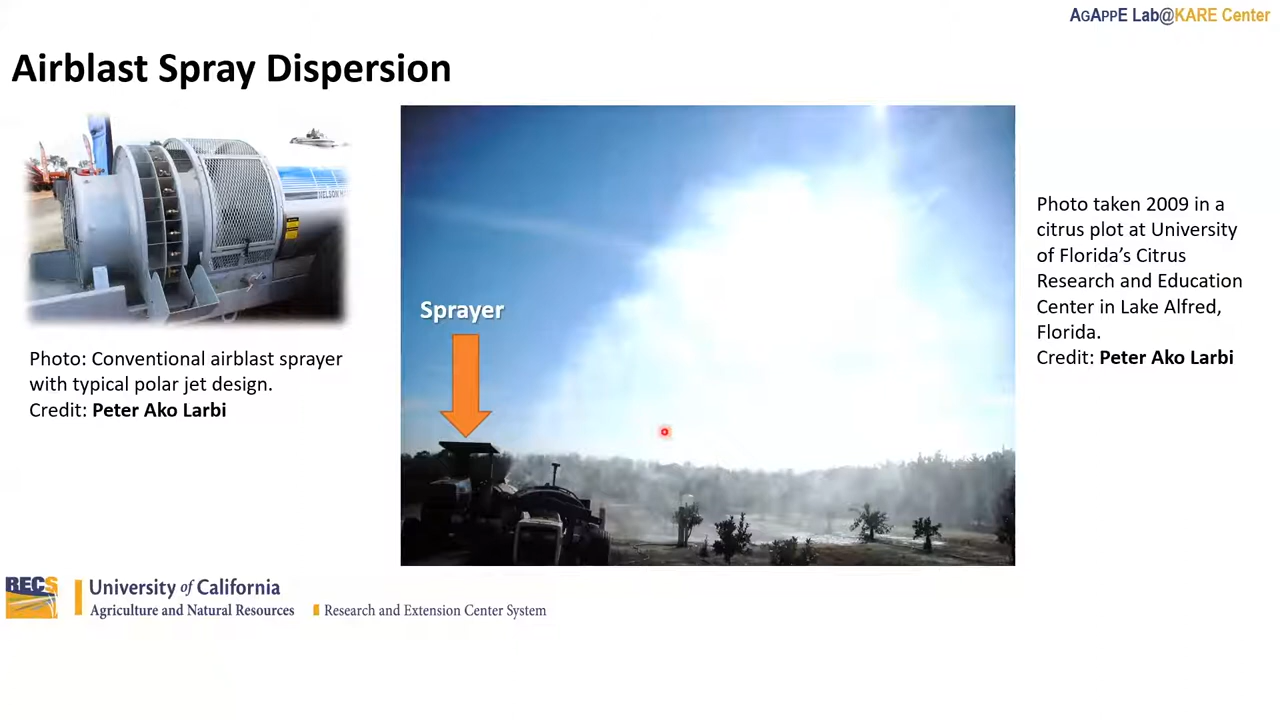 AGAPPE Lab@KARE Center
Airblast Spray Dispersion
NELSON
Sprayer
Photo taken 2009 in a
citrus plot at University
of Florida's Citrus
Research and Education
Center in Lake Alfred,
Florida.
Credit: Peter Ako Larbi
Photo: Conventional airblast sprayer
with typical polar jet design.
Credit: Peter Ako Larbi
RECS
University of California
Agriculture and Natural Resources
Research and Extension Center System